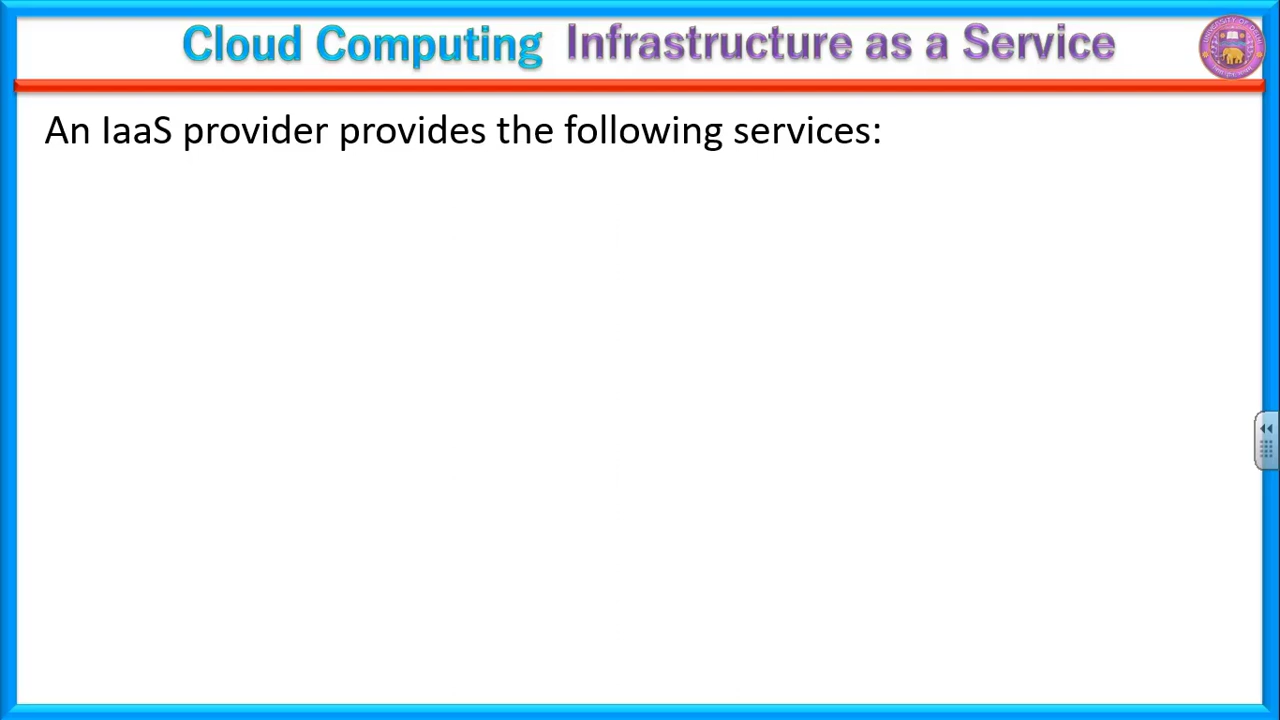 Cloud Computing Infrastructure as a Service
An IaaS provider provides the following services: